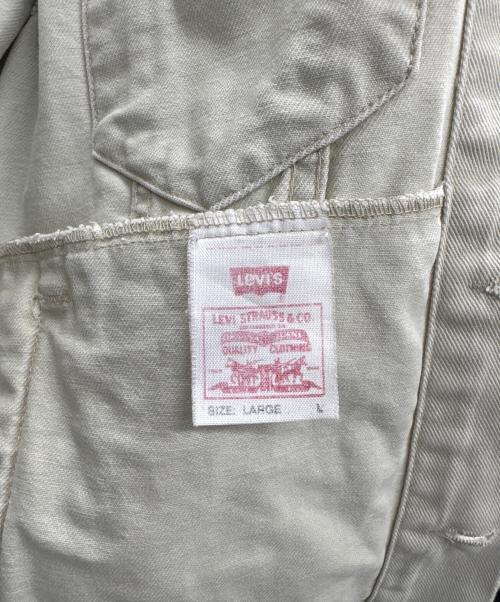 LEVI'S
LEVI STRAUSS & CO.
QUALITY CLOTHING
SIZE: LARGE L